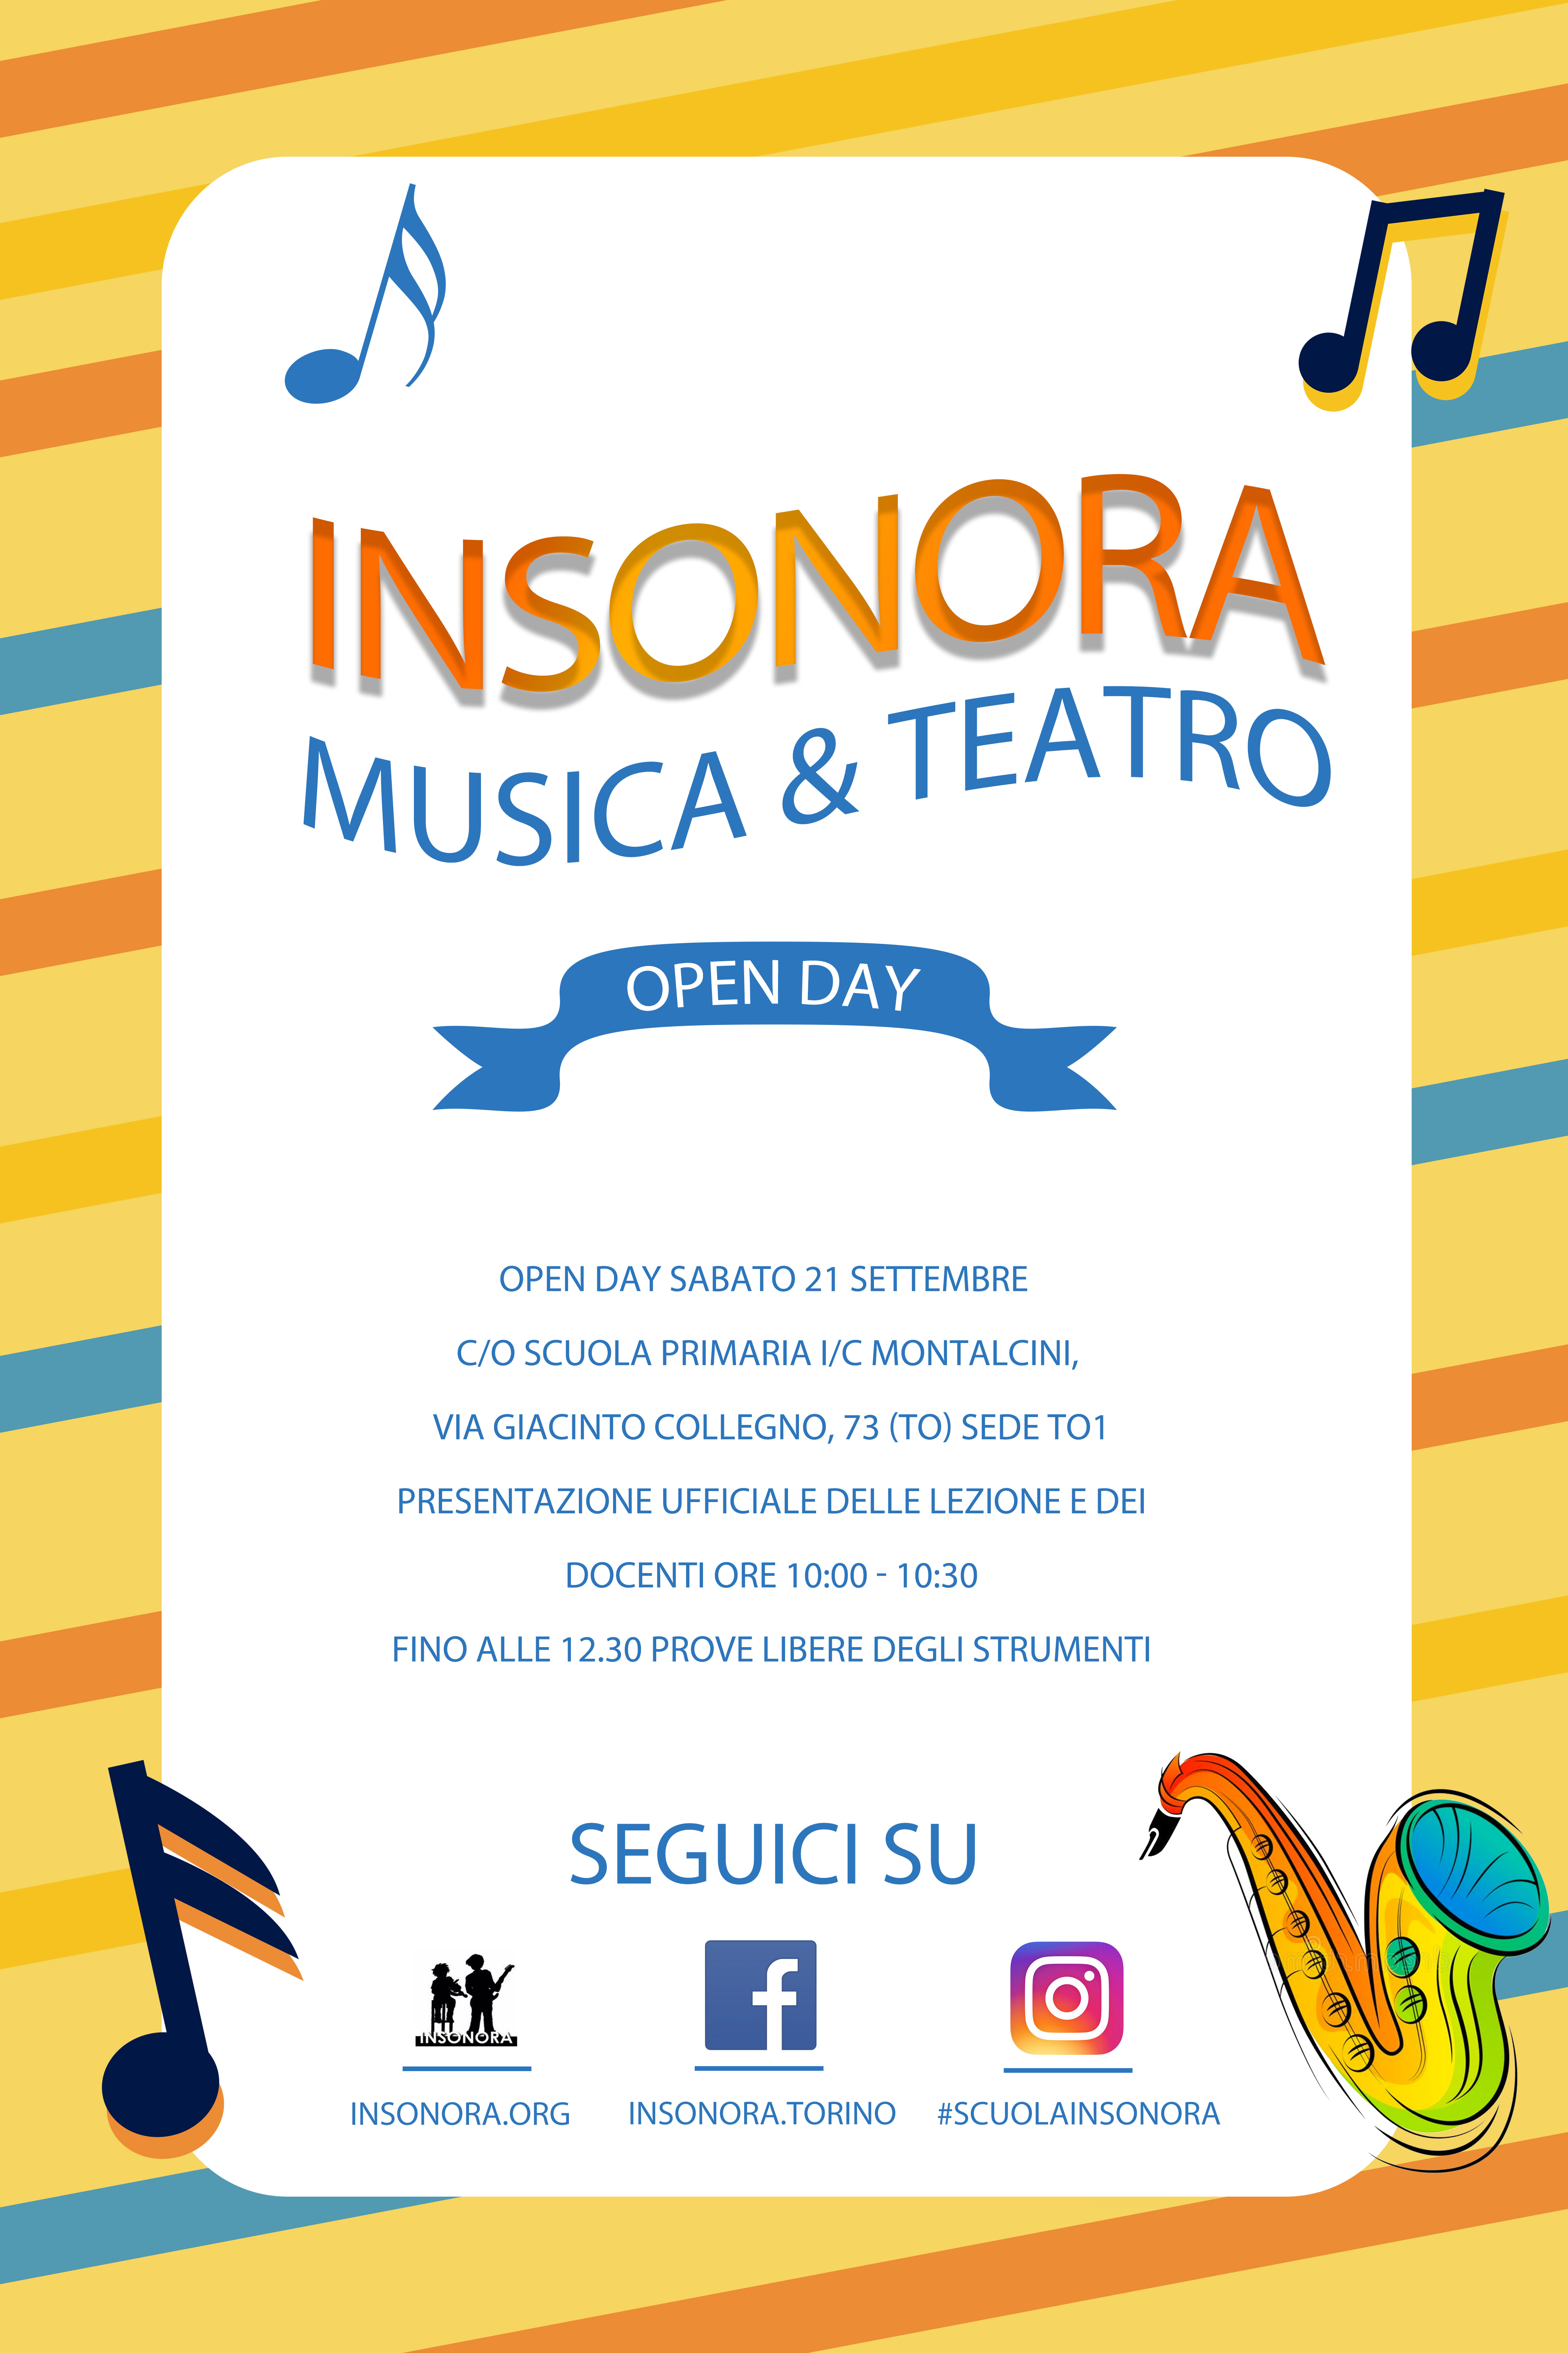 INSONORA
MUSICA & TEATRO
OPEN DAY
OPEN DAY SABATO 21 SETTEMBRE
C/O SCUOLA PRIMARIA I/C MONTALCINI,
VIA GIACINTO COLLEGNO, 73 (TO) SEDE TO1
PRESENTAZIONE UFFICIALE DELLE LEZIONE E DEI
DOCENTI ORE 10:00 - 10:30
FINO ALLE 12.30 PROVE LIBERE DEGLI STRUMENTI
SEGUICI SU
INSONORA
INSONORA.ORG
INSONORA.TORINO
#SCUOLAINSONORA